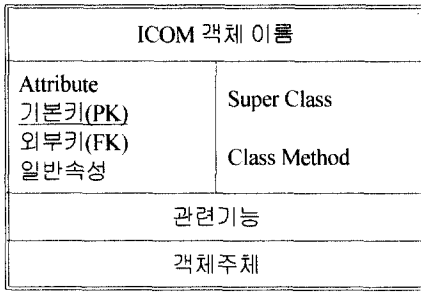 ICOM 객체 이름
Attribute
기본키(PK)
외부키(FK)
일반속성
Super Class
Class Method
관련기능
객체주체